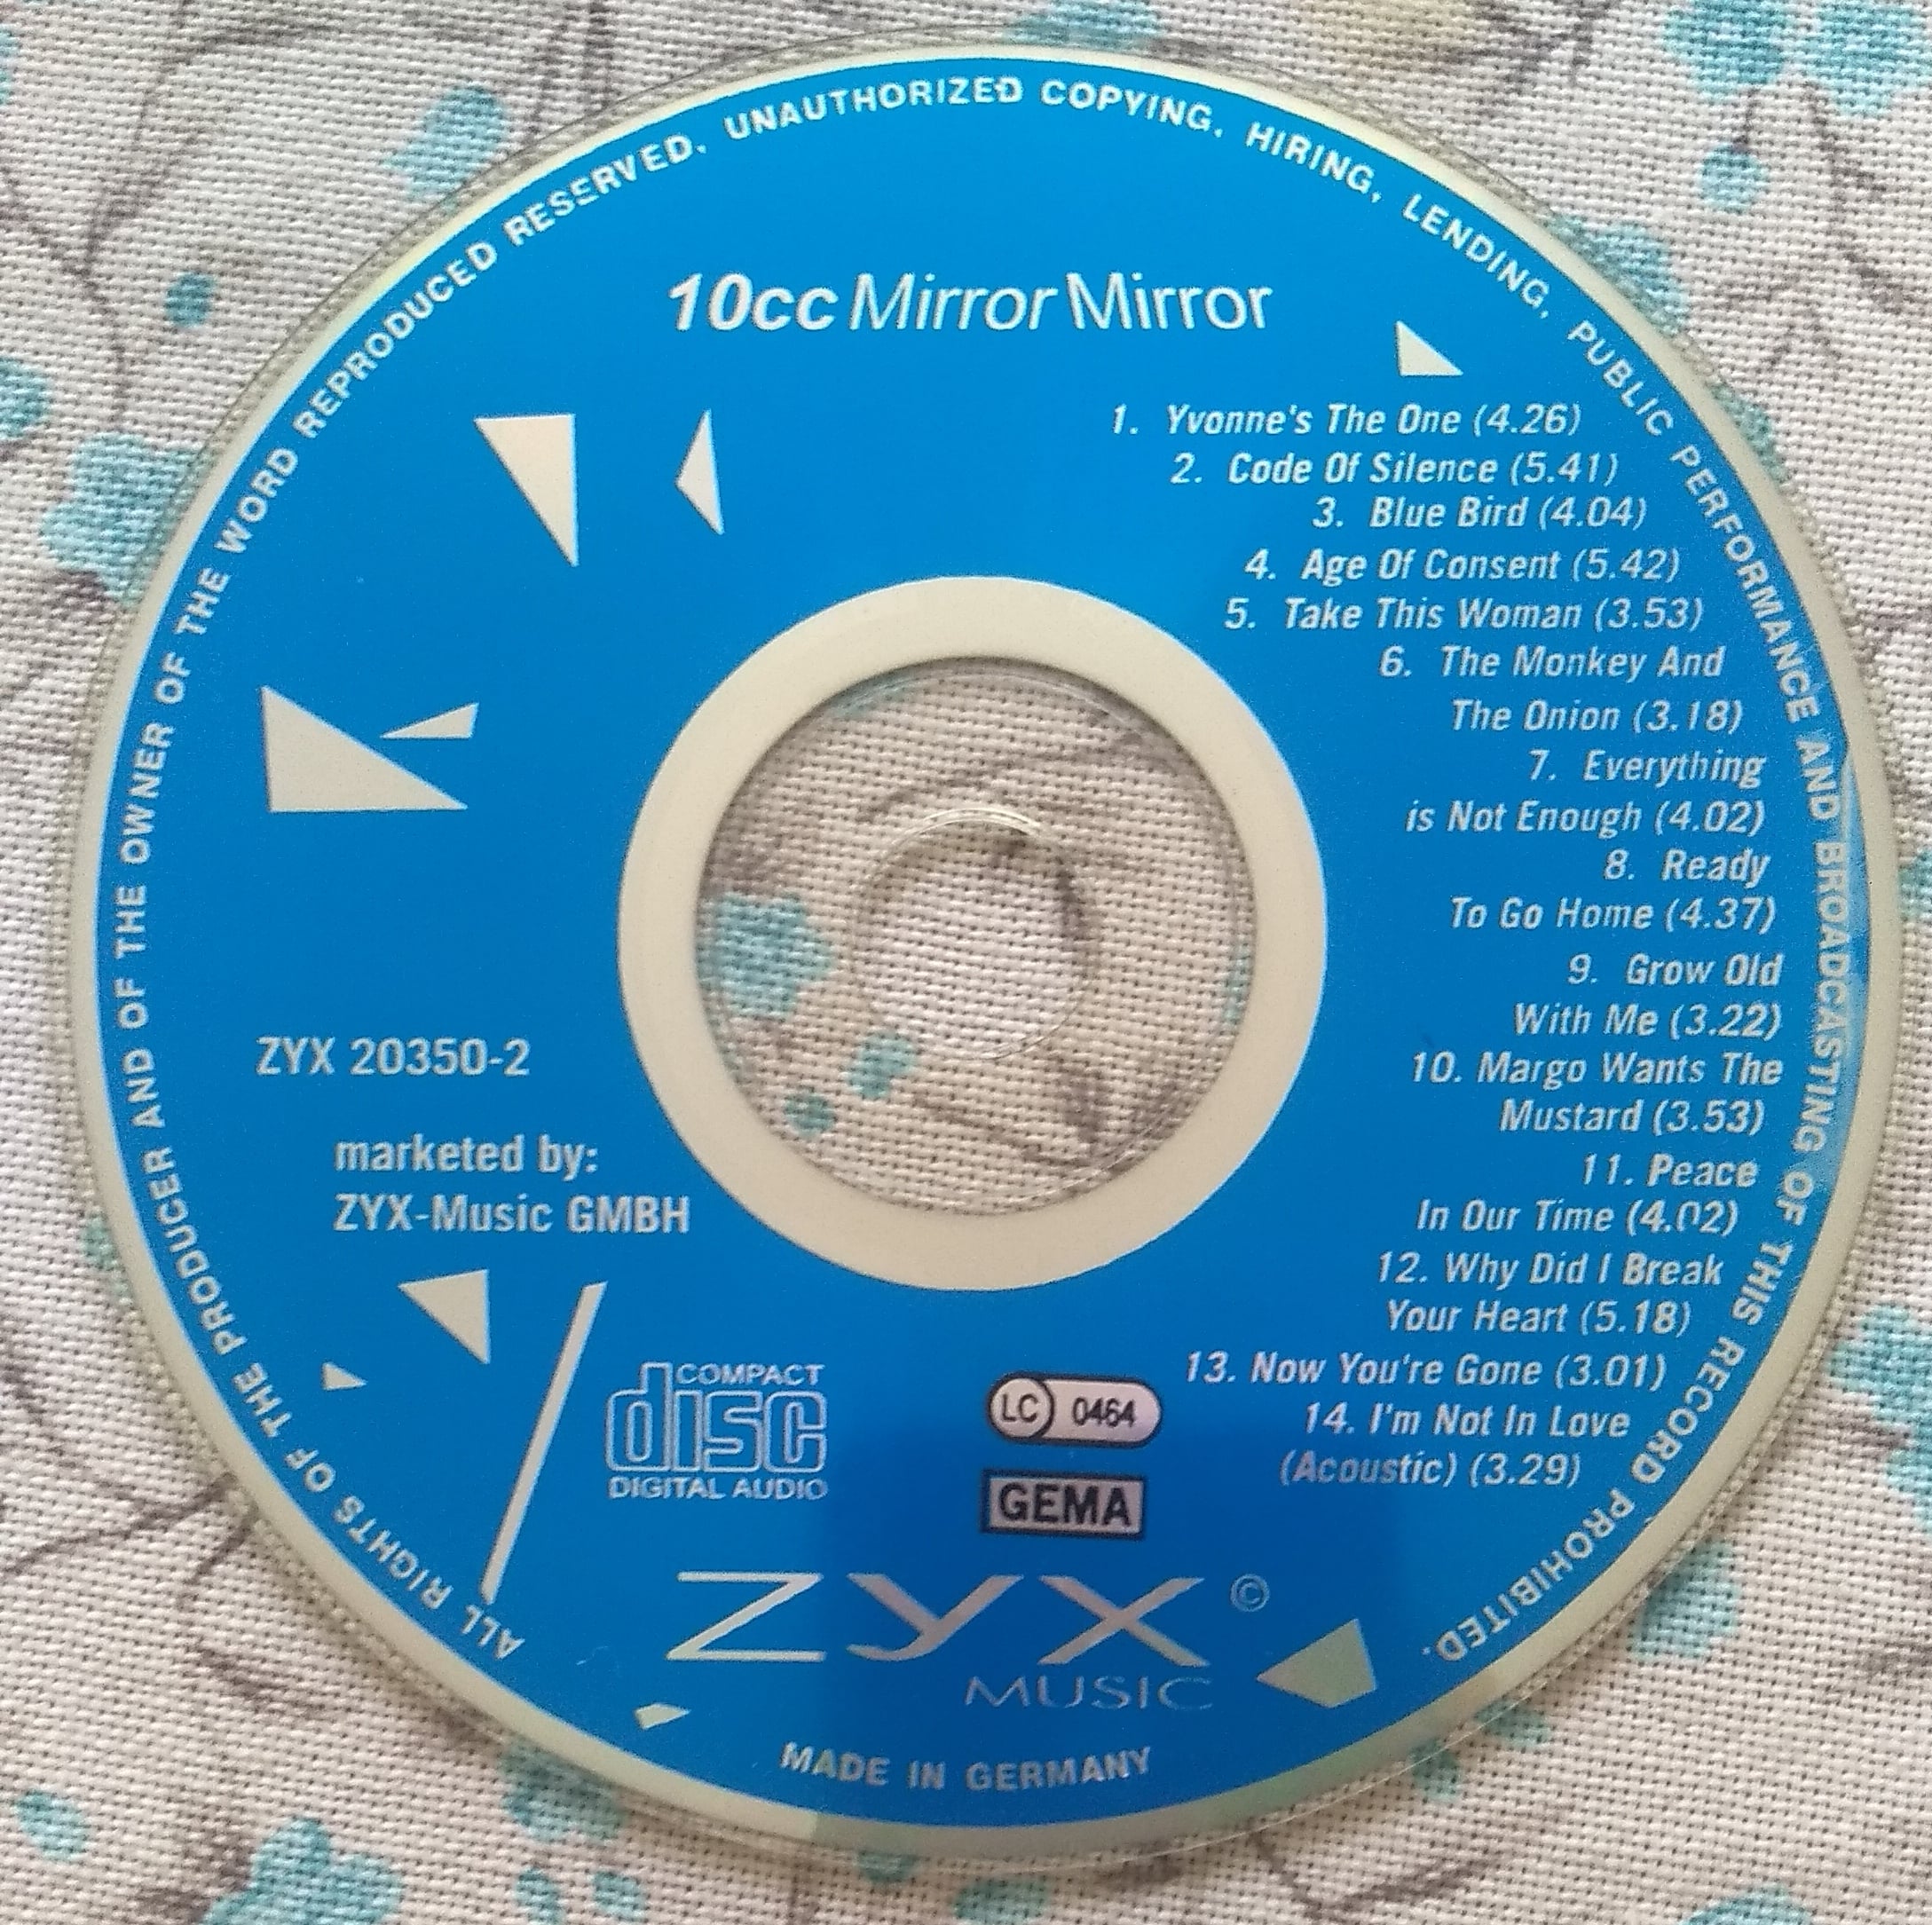 ALL RIGHTS OF THE PRODUCER AND OF THE OWNER OF THE WORD REPRODUCED RESERVED. UNAUTHORIZED COPYING, HIRING, LENDING, PUBLIC PERFORMANCE AND BROADCASTING OF THIS RECORD PROHIBITED.
10cc Mirror Mirror
1. Yvonne's The One (4.26)
2. Code Of Silence (5.41)
3. Blue Bird (4.04)
4. Age Of Consent (5.42)
5. Take This Woman (3.53)
6. The Monkey And
The Onion (3.18)
7. Everything
is Not Enough (4.02)
8. Ready
To Go Home (4.37)
9. Grow Old
With Me (3.22)
10. Margo Wants The
Mustard (3.53)
11. Peace
In Our Time (4.02)
12. Why Did I Break
Your Heart (5.18)
13. Now You're Gone (3.01)
14. I'm Not In Love
(Acoustic) (3.29)
ZYX 20350-2
marketed by:
ZYX-Music GMBH
COMPACT
disc
DIGITAL AUDIO
LC 0464
GEMA
ZYX ©
MUSIC
MADE IN GERMANY